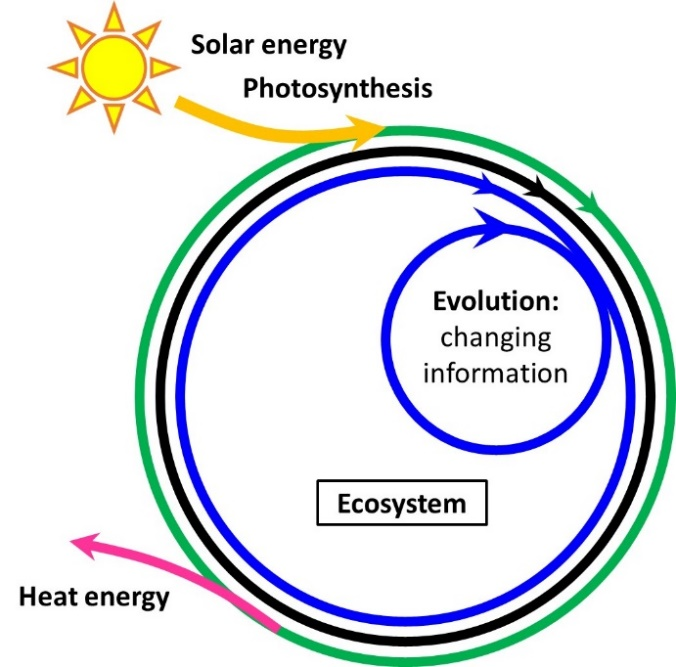 Solar energy
Photosynthesis
Evolution:
changing
information
Ecosystem
Heat energy